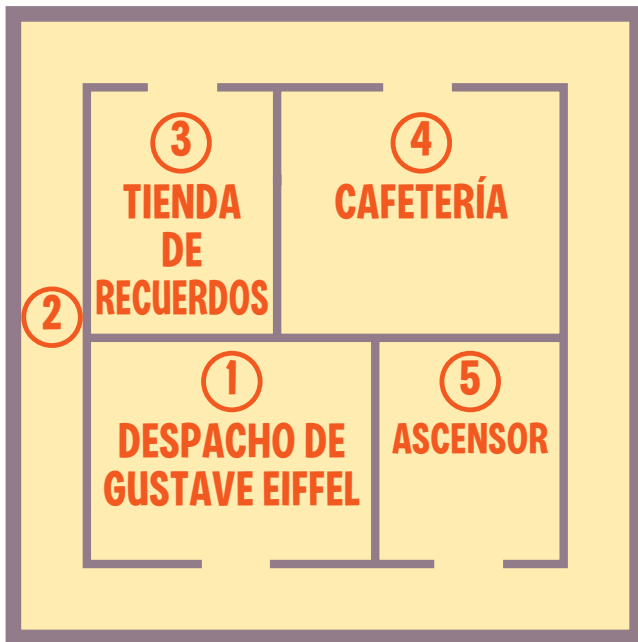 3
TIENDA
DE
RECUERDOS
4
CAFETERÍA
2
1
DESPACHO DE
GUSTAVE EIFFEL
5
ASCENSOR